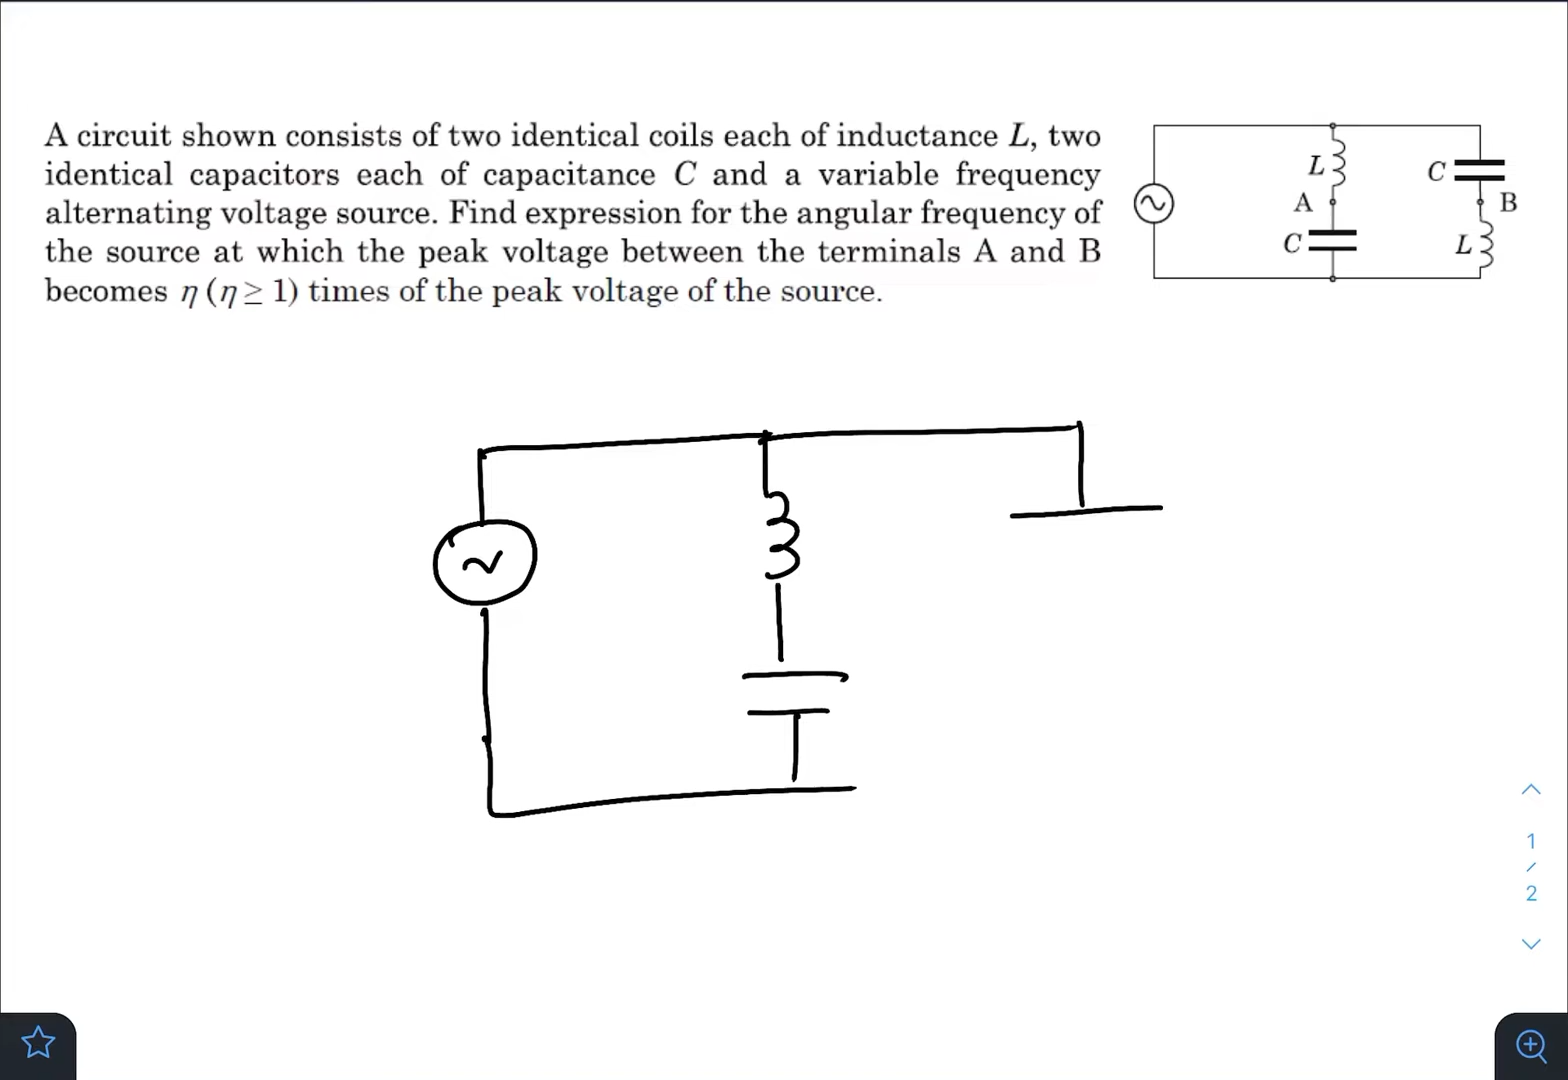 A circuit shown consists of two identical coils each of inductance L, two
identical capacitors each of capacitance C and a variable frequency
alternating voltage source. Find expression for the angular frequency of
the source at which the peak voltage between the terminals A and B
becomes η (η ≥ 1) times of the peak voltage of the source.
L
C
A
B
C
L
1
/
2